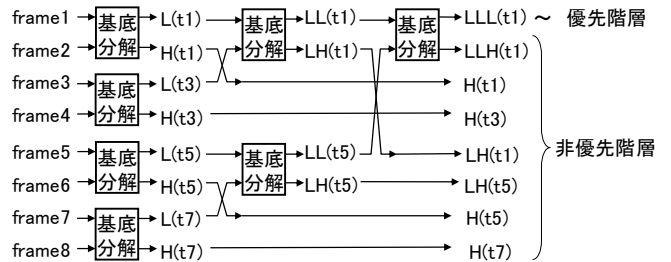 frame1 基底分解 L(t1) 基底分解 LL(t1) 基底分解 LLL(t1) ～ 優先階層
frame2 H(t1) LH(t1) LLH(t1)
frame3 基底分解 L(t3) H(t1)
frame4 H(t3) H(t3)
frame5 基底分解 L(t5) 基底分解 LL(t5) LH(t1) 非優先階層
frame6 H(t5) LH(t5) LH(t5)
frame7 基底分解 L(t7) H(t5)
frame8 H(t7) H(t7)